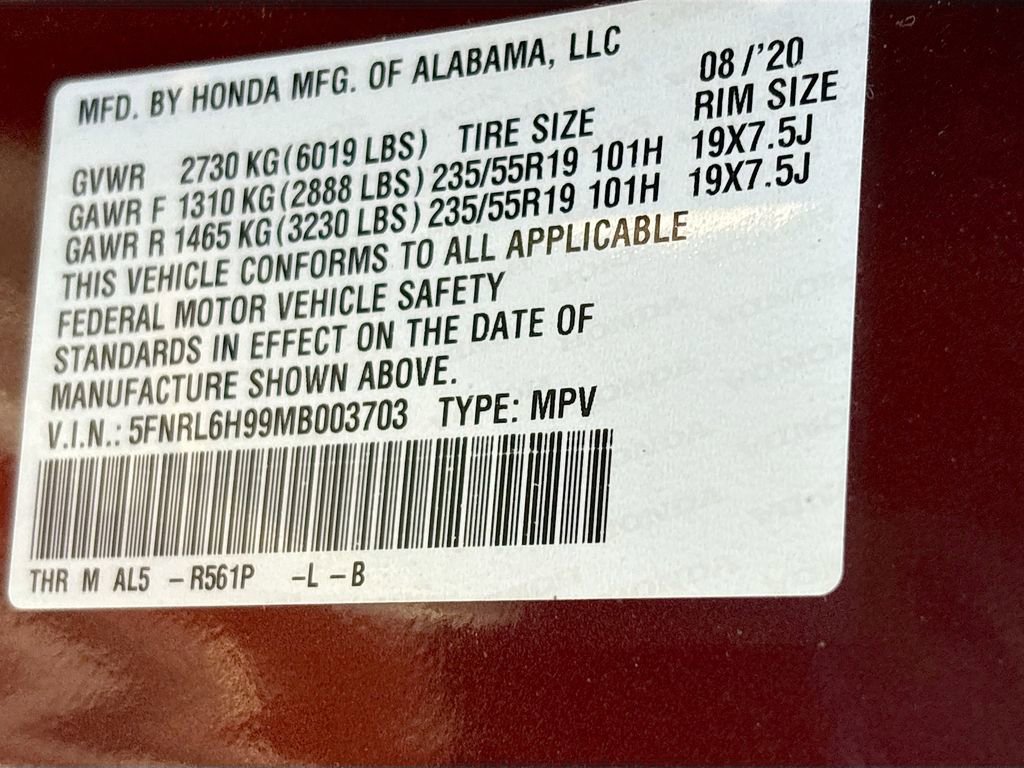 MFD. BY HONDA MFG. OF ALABAMA, LLC 08/'20
TIRE SIZE RIM SIZE
GVWR 2730 KG(6019 LBS)
GAWR F 1310 KG(2888 LBS) 235/55R19 101H 19X7.5J
GAWR R 1465 KG(3230 LBS) 235/55R19 101H 19X7.5J
THIS VEHICLE CONFORMS TO ALL APPLICABLE
FEDERAL MOTOR VEHICLE SAFETY
STANDARDS IN EFFECT ON THE DATE OF
MANUFACTURE SHOWN ABOVE.
V.I.N.: 5FNRL6H99MB003703 TYPE: MPV
THR M AL5 -R561P -L -B